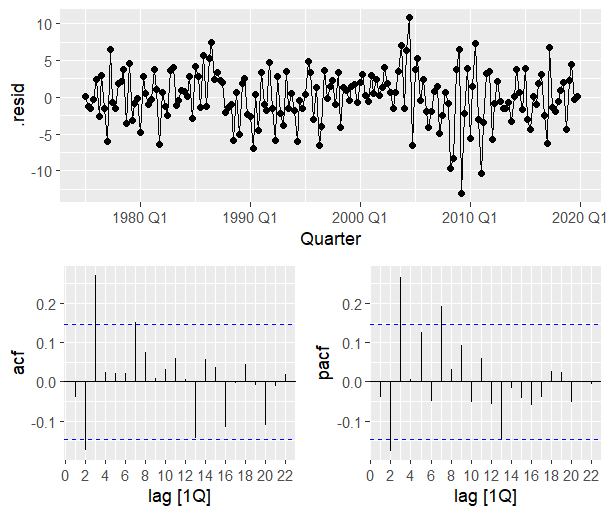 10
5
0
-5
-10
.resid
1980 Q1 1990 Q1 2000 Q1 2010 Q1 2020 Q1
Quarter
0.2
0.1
0.0
-0.1
acf
0 2 4 6 8 10 12 14 16 18 20 22
lag [1Q]
0.2
0.1
0.0
-0.1
pacf
0 2 4 6 8 10 12 14 16 18 20 22
lag [1Q]